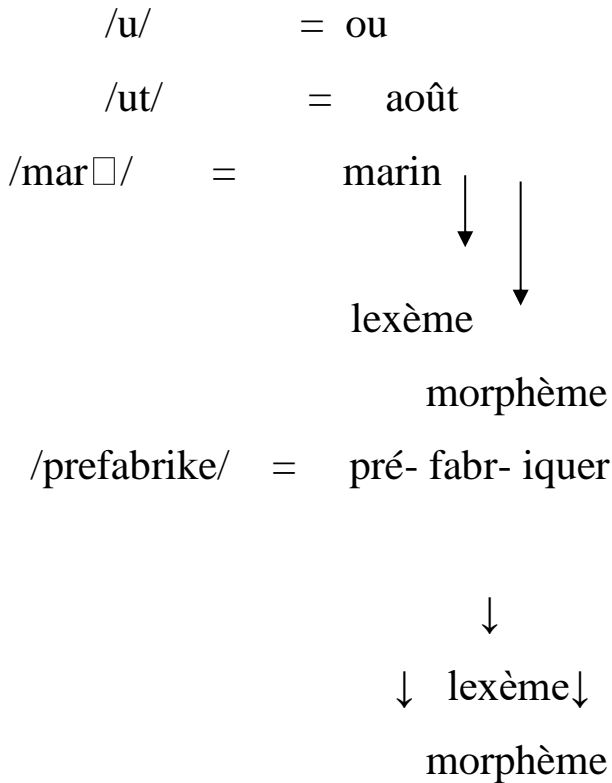 /u/ = ou
/ut/ = août
/mar□/ = marin
lexème
morphème
/prefabrike/ = pré- fabr- iquer
↓
↓ lexème↓
morphème